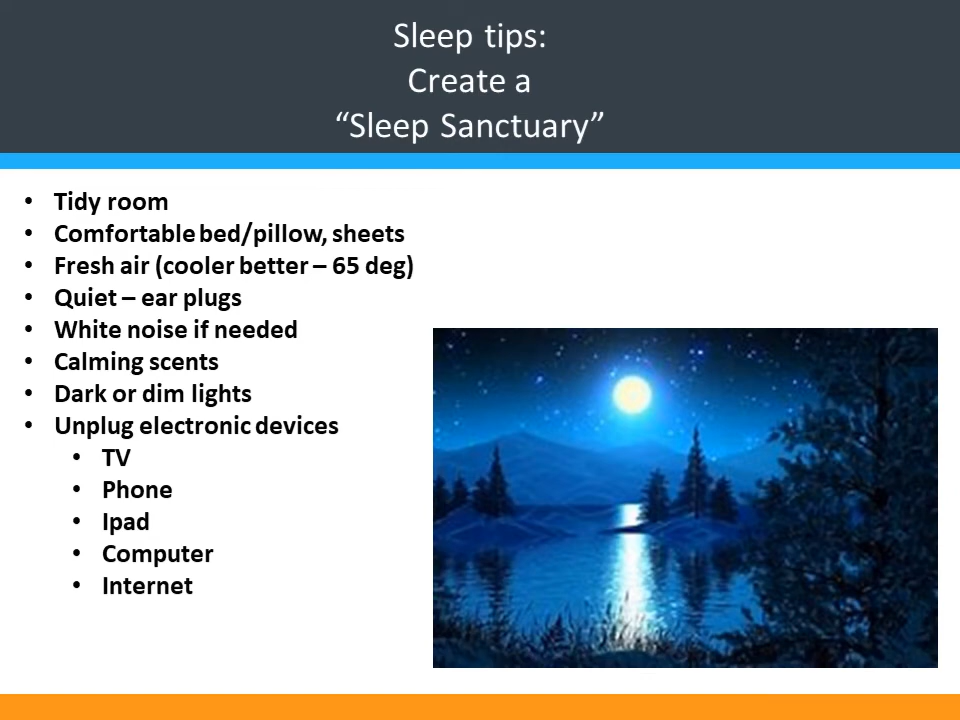 Sleep tips:
Create a
“Sleep Sanctuary”
• Tidy room
• Comfortable bed/pillow, sheets
• Fresh air (cooler better – 65 deg)
• Quiet – ear plugs
• White noise if needed
• Calming scents
• Dark or dim lights
• Unplug electronic devices
• TV
• Phone
• Ipad
• Computer
• Internet